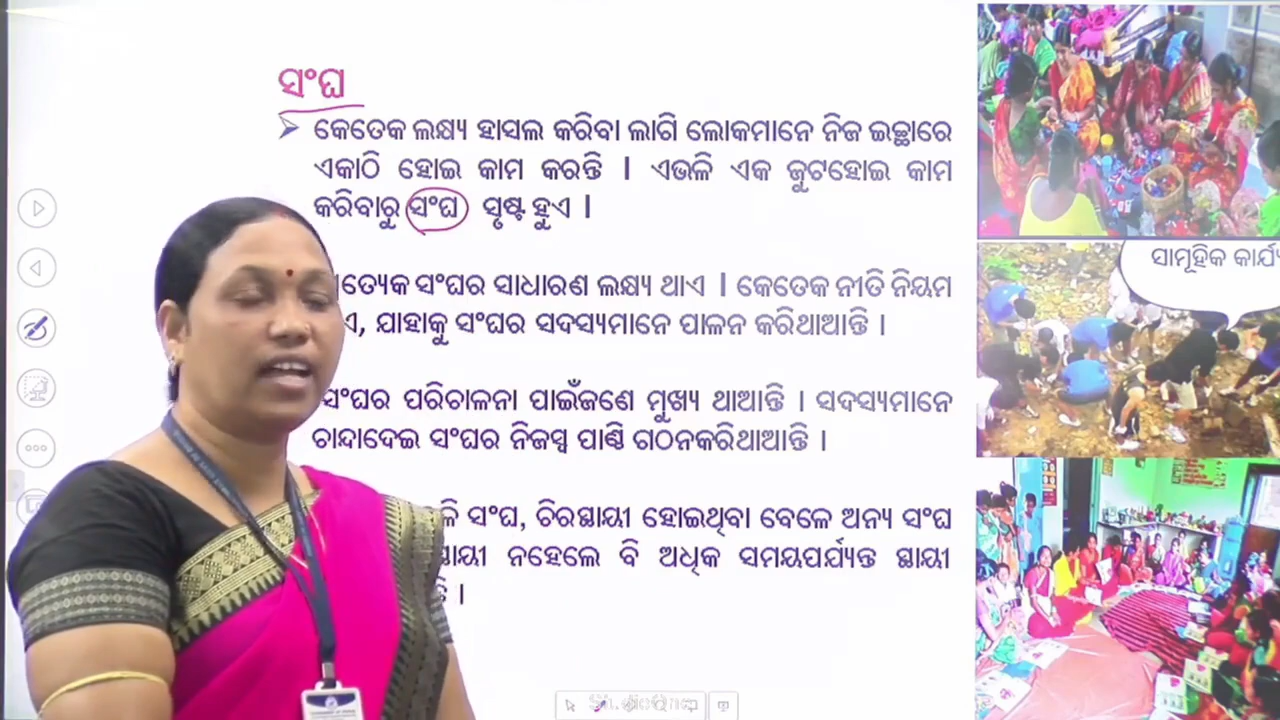 ସଂଘ
କେତେକ ଲକ୍ଷ୍ୟ ହାସଲ କରିବା ଲାଗି ଲୋକମାନେ ନିଜ ଇଚ୍ଛାରେ
ଏକାଠି ହୋଇ କାମ କରନ୍ତି । ଏଭଳି ଏକ ଜୁଟହୋଇ କାମ
କରିବାରୁ ସଂଘ ସୃଷ୍ଟ ହୁଏ ।
ସଂଘର ସାଧାରଣ ଲକ୍ଷ୍ୟ ଥାଏ । କେତେକ ନୀତି ନିୟମ
ଯାହାକୁ ସଂଘର ସଦସ୍ୟମାନେ ପାଳନ କରିଥାଆନ୍ତି ।
ସଂଘର ପରିଚାଳନା ପାଇଁଜଣେ ମୁଖ୍ୟ ଥାଆନ୍ତି । ସଦସ୍ୟମାନେ
ଚାନ୍ଦାଦେଇ ସଂଘର ନିଜସ୍ୱ ପାଣ୍ଠି ଗଠନକରିଥାଆନ୍ତି ।
ସଂଘ, ଚିରସ୍ଥାୟୀ ହୋଇଥିବା ବେଳେ ଅନ୍ୟ ସଂଘ
ନହେଲେ ବି ଅଧିକ ସମୟପର୍ଯ୍ୟନ୍ତ ସ୍ଥାୟୀ
ସାମୂହିକ କାର୍ଯ୍ୟ